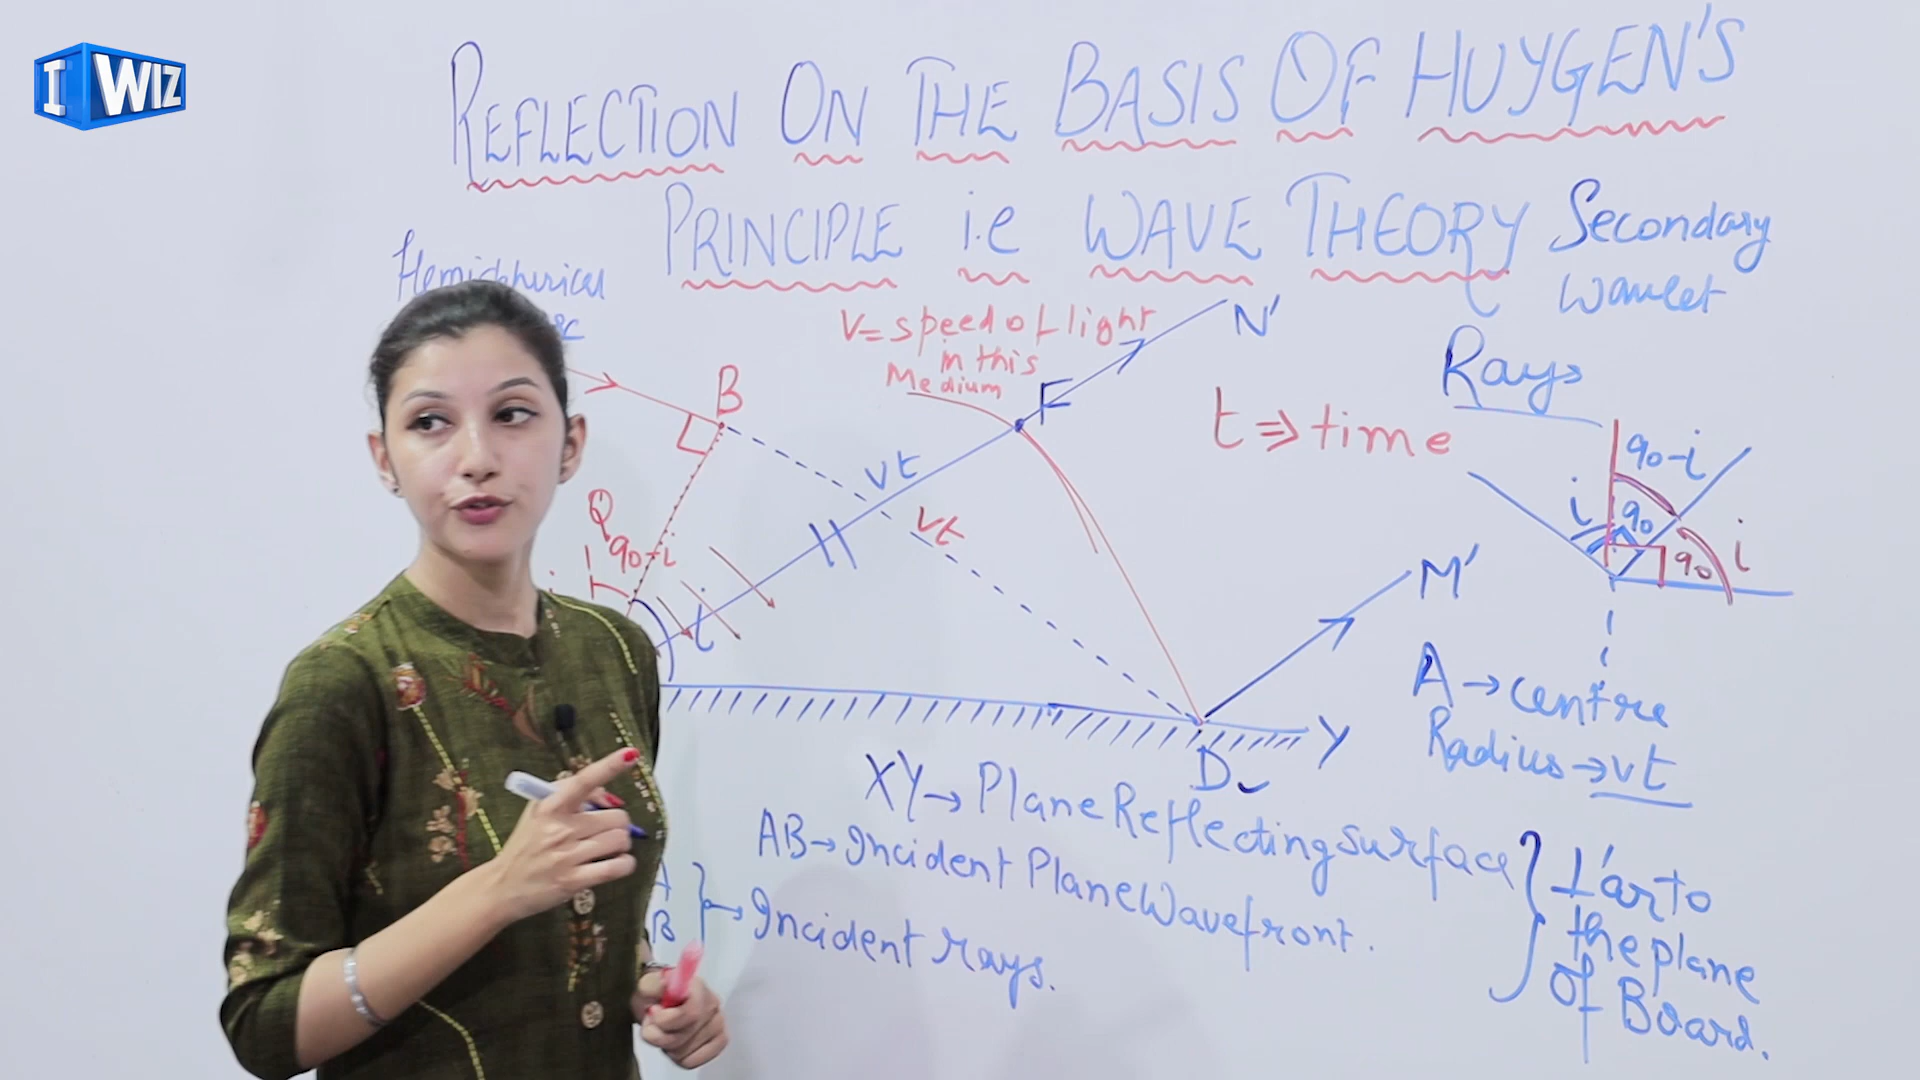 I WIZ
REFLECTION ON THE BASIS OF HUYGEN'S
PRINCIPLE i.e WAVE THEORY
Secondary
Wavelet
Hemispherical
V = speed of light
in this
Medium
N'
B
F
t ⇒ time
Rays
vt
vt
Q
90-i
i
90-i
i
90
90
i
M'
A → centre
Radius → vt
Y
D
XY → Plane Reflecting surface
AB → Incident Plane Wavefront.
A
B } → Incident rays.
} ⊥'ar to
the plane
of Board.